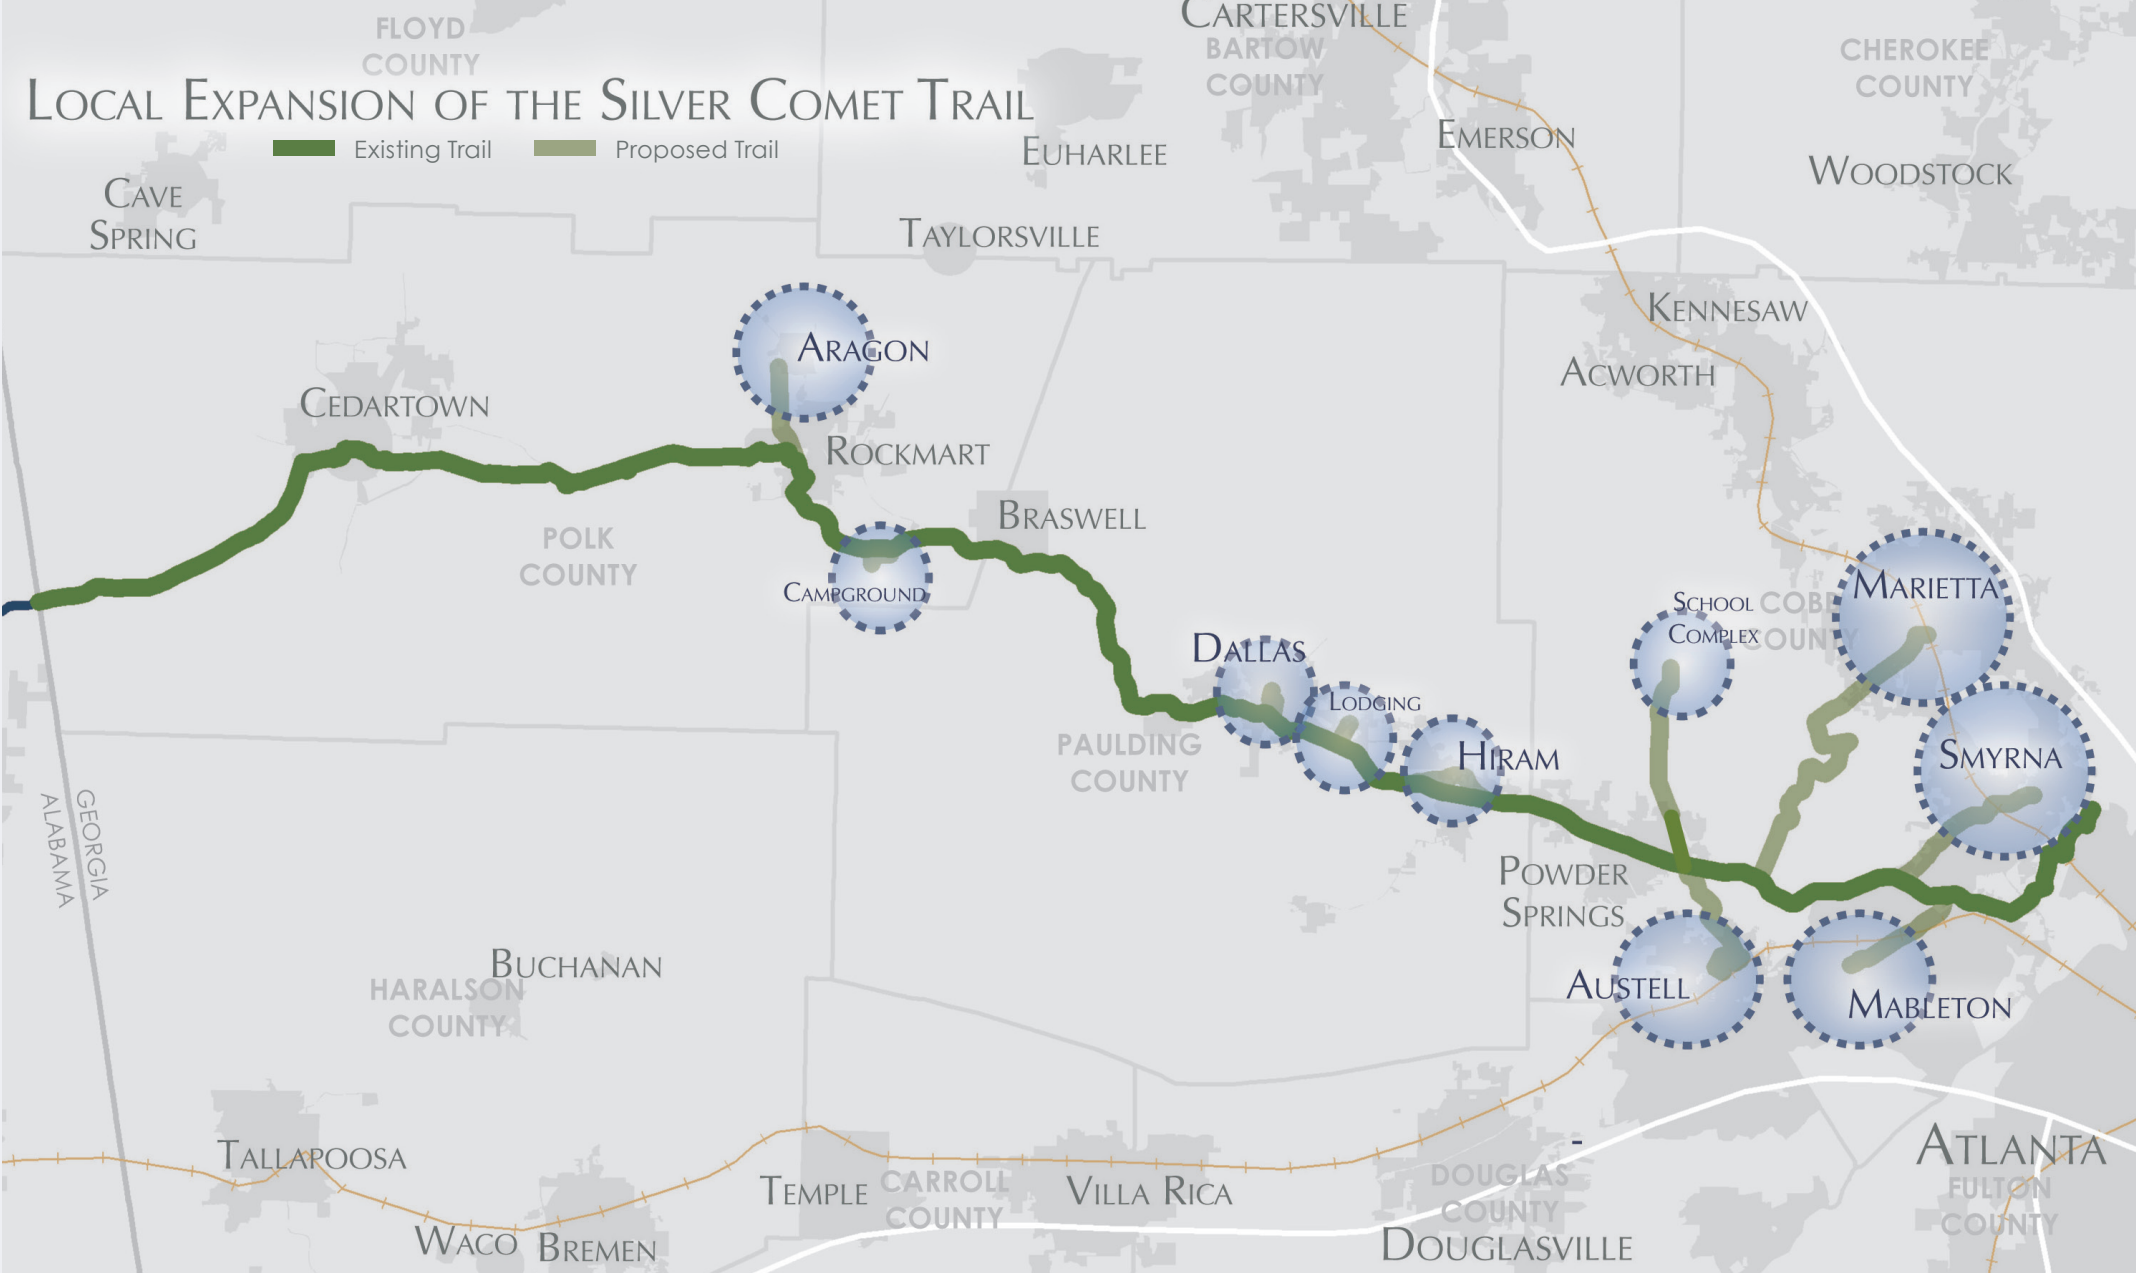 FLOYD
COUNTY
CARTERSVILLE
BARTOW
COUNTY
CHEROKEE
COUNTY
LOCAL EXPANSION OF THE SILVER COMET TRAIL
Existing Trail
Proposed Trail
EMERSON
EUHARLEE
WOODSTOCK
CAVE
SPRING
TAYLORSVILLE
KENNESAW
ARAGON
ACWORTH
CEDARTOWN
ROCKMART
BRASWELL
POLK
COUNTY
CAMPGROUND
MARIETTA
SCHOOL
COMPLEX
COBB
COUNTY
DALLAS
LODGING
PAULDING
COUNTY
HIRAM
SMYRNA
GEORGIA
ALABAMA
POWDER
SPRINGS
BUCHANAN
HARALSON
COUNTY
AUSTELL
MABLETON
TALLAPOOSA
-
ATLANTA
TEMPLE
CARROLL
COUNTY
VILLA RICA
DOUGLAS
COUNTY
FULTON
COUNTY
WACO
BREMEN
DOUGLASVILLE